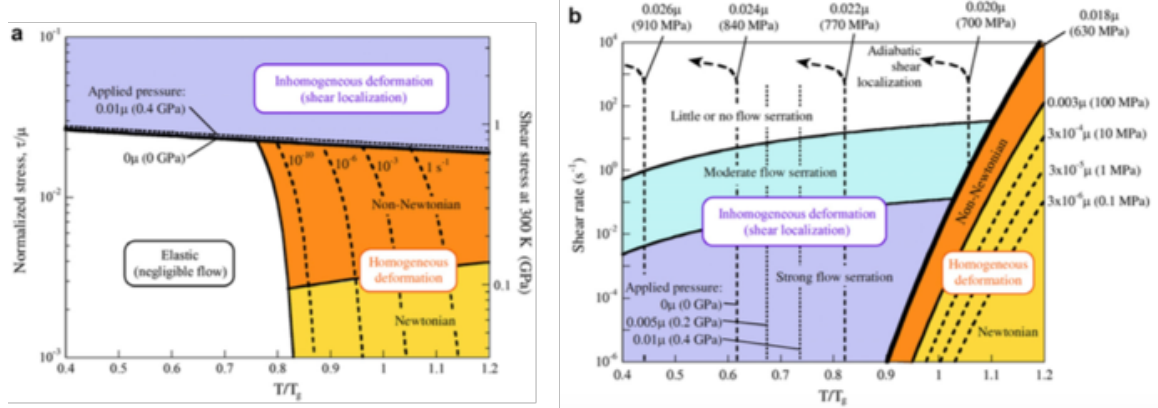 a
10⁻¹
10⁻²
10⁻³
Normalized stress, τ/μ
Applied pressure:
0.01μ (0.4 GPa)
0μ (0 GPa)
Inhomogeneous deformation
(shear localization)
10⁻¹⁰
10⁻⁶
10⁻³
1 s⁻¹
Non-Newtonian
Elastic
(negligible flow)
Homogeneous
deformation
Newtonian
1
0.1
Shear stress at 300 K (GPa)
0.4 0.5 0.6 0.7 0.8 0.9 1 1.1 1.2
T/Tg
b
0.026μ
(910 MPa)
0.024μ
(840 MPa)
0.022μ
(770 MPa)
0.020μ
(700 MPa)
0.018μ
(630 MPa)
10⁴
10²
10⁰
10⁻²
10⁻⁴
10⁻⁶
Shear rate (s⁻¹)
Adiabatic
shear
localization
Little or no flow serration
Moderate flow serration
Inhomogeneous deformation
(shear localization)
Strong flow serration
Applied pressure:
0μ (0 GPa)
0.005μ (0.2 GPa)
0.01μ (0.4 GPa)
Non-Newtonian
Homogeneous
deformation
Newtonian
0.003μ (100 MPa)
3x10⁻⁴μ (10 MPa)
3x10⁻⁵μ (1 MPa)
3x10⁻⁶μ (0.1 MPa)
0.4 0.5 0.6 0.7 0.8 0.9 1 1.1 1.2
T/Tg